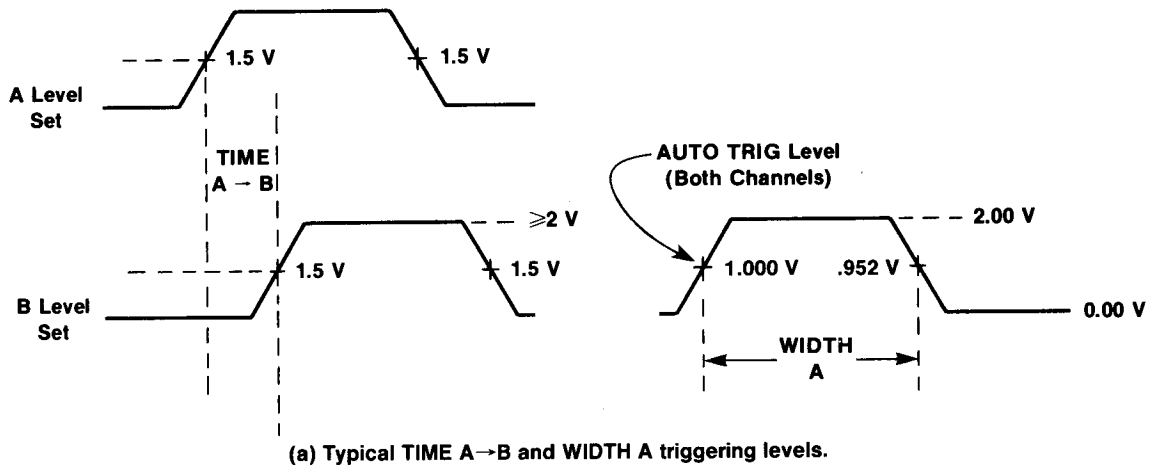 1.5 V
1.5 V
A Level
Set
TIME
A → B
≥2 V
1.5 V
1.5 V
B Level
Set
AUTO TRIG Level
(Both Channels)
2.00 V
1.000 V
.952 V
0.00 V
WIDTH
A
(a) Typical TIME A→B and WIDTH A triggering levels.